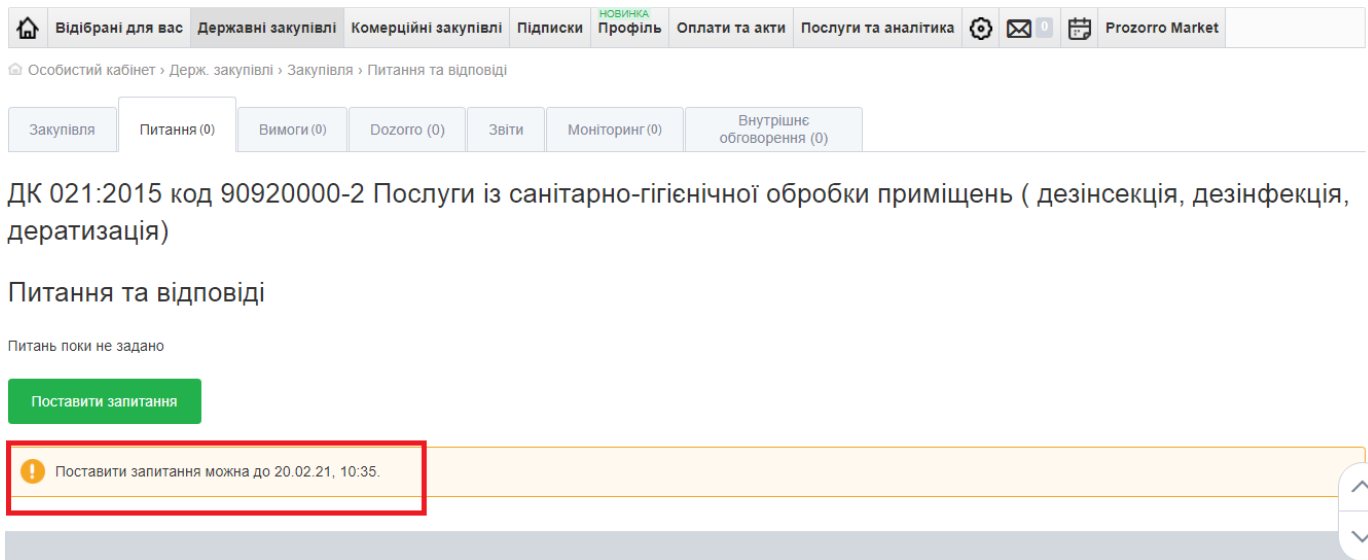 НОВИНКА
Відібрані для вас Державні закупівлі Комерційні закупівлі Підписки Профіль Оплати та акти Послуги та аналітика 0 Prozorro Market
Особистий кабінет › Держ. закупівлі › Закупівля › Питання та відповіді
Закупівля Питання (0) Вимоги (0) Dozorro (0) Звіти Моніторинг (0) Внутрішнє
обговорення (0)
ДК 021:2015 код 90920000-2 Послуги із санітарно-гігієнічної обробки приміщень ( дезінсекція, дезінфекція,
дератизація)
Питання та відповіді
Питань поки не задано
Поставити запитання
Поставити запитання можна до 20.02.21, 10:35.